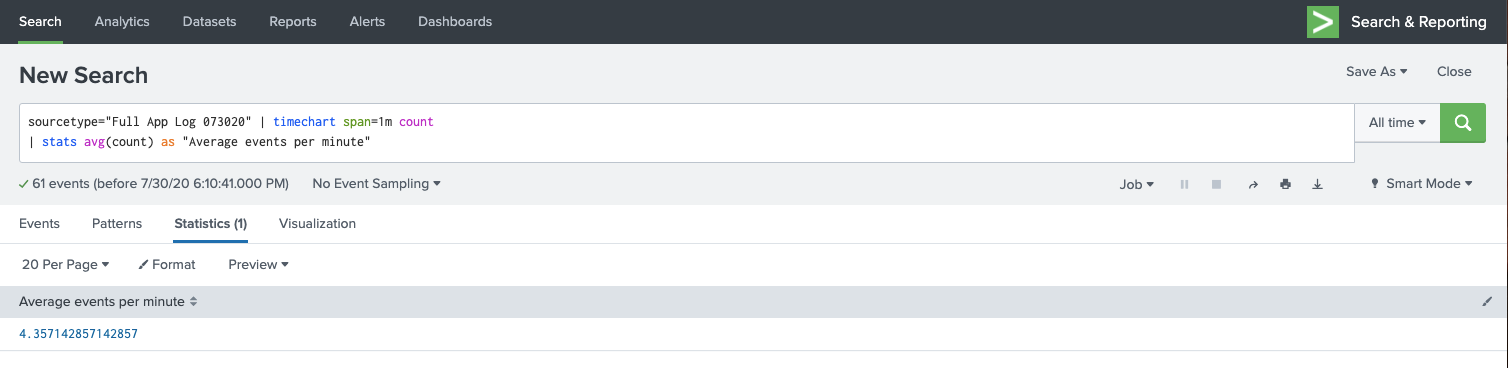 Search Analytics Datasets Reports Alerts Dashboards Search & Reporting
New Search Save As Close
sourcetype="Full App Log 073020" | timechart span=1m count
| stats avg(count) as "Average events per minute"
All time
61 events (before 7/30/20 6:10:41.000 PM) No Event Sampling Job Smart Mode
Events Patterns Statistics (1) Visualization
20 Per Page Format Preview
Average events per minute
4.357142857142857